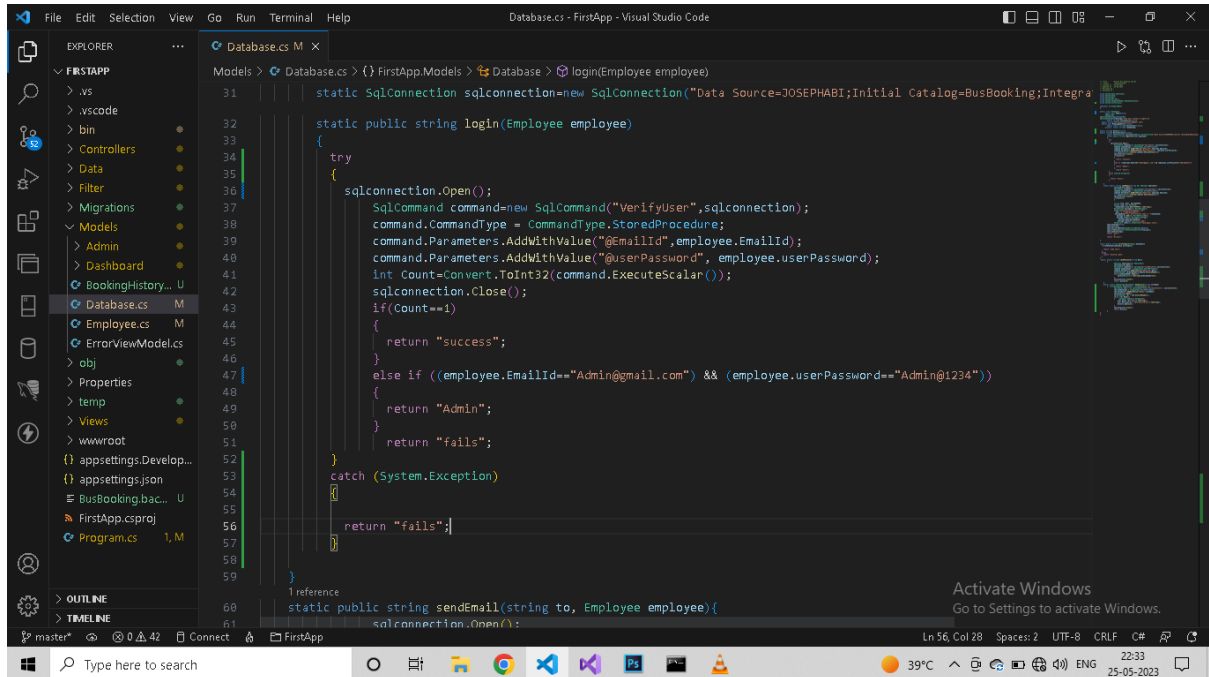 File Edit Selection View Go Run Terminal Help Database.cs - FirstApp - Visual Studio Code
EXPLORER ...
Database.cs M ×
FIRSTAPP
Models > Database.cs > {} FirstApp.Models > Database > login(Employee employee)
> .vs
> .vscode
> bin
> Controllers
> Data
> Filter
> Migrations
Models
> Admin
> Dashboard
BookingHistory... U
Database.cs M
Employee.cs M
ErrorViewModel.cs
> obj
> Properties
> temp
> Views
> wwwroot
{} appsettings.Develop...
{} appsettings.json
BusBooking.bac... U
FirstApp.csproj
Program.cs 1, M
> OUTLINE
> TIMELINE
52
31 static SqlConnection sqlconnection=new SqlConnection("Data Source=JOSEPHABI;Initial Catalog=BusBooking;Integra
32 static public string login(Employee employee)
33 {
34 try
35 {
36 sqlconnection.Open();
37 SqlCommand command=new SqlCommand("VerifyUser",sqlconnection);
38 command.CommandType = CommandType.StoredProcedure;
39 command.Parameters.AddWithValue("@EmailId",employee.EmailId);
40 command.Parameters.AddWithValue("@userPassword", employee.userPassword);
41 int Count=Convert.ToInt32(command.ExecuteScalar());
42 sqlconnection.Close();
43 if(Count==1)
44 {
45 return "success";
46 }
47 else if ((employee.EmailId=="Admin@gmail.com") && (employee.userPassword=="Admin@1234"))
48 {
49 return "Admin";
50 }
51 return "fails";
52 }
53 catch (System.Exception)
54 {
55
56 return "fails";
57 }
58
59 }
1 reference
60 static public string sendEmail(string to, Employee employee){
61 sqlconnection.Open();
Activate Windows
Go to Settings to activate Windows.
master* 0 42 Connect FirstApp Ln 56, Col 28 Spaces: 2 UTF-8 CRLF C#
Type here to search Ps 39°C ENG 22:33
25-05-2023